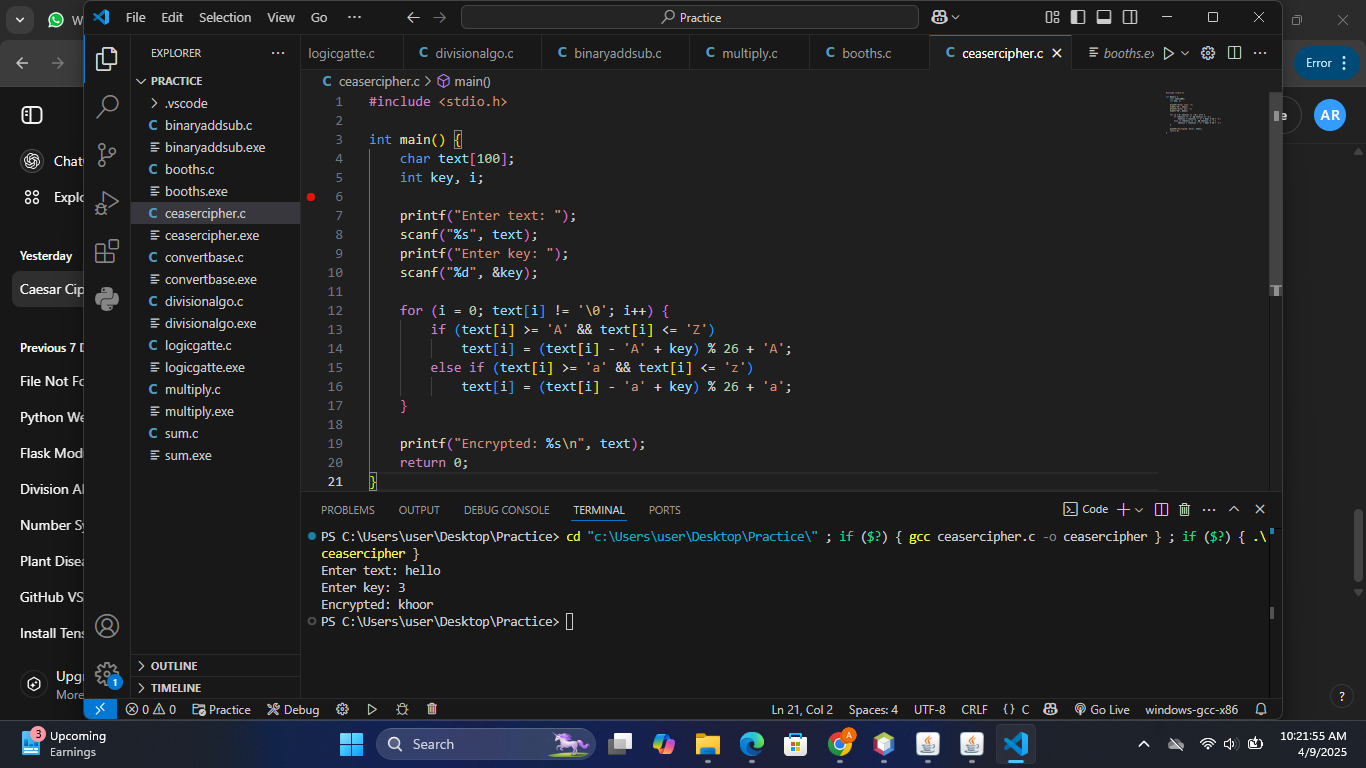 W
File Edit Selection View Go ...
Practice
Error
EXPLORER
PRACTICE
.vscode
binaryaddsub.c
binaryaddsub.exe
booths.c
booths.exe
ceasercipher.c
ceasercipher.exe
convertbase.c
convertbase.exe
divisionalgo.c
divisionalgo.exe
logicgatte.c
logicgatte.exe
multiply.c
multiply.exe
sum.c
sum.exe
OUTLINE
TIMELINE
logicgatte.c
divisionalgo.c
binaryaddsub.c
multiply.c
booths.c
ceasercipher.c
booths.ex
ceasercipher.c > main()
1 #include <stdio.h>
2
3 int main() {
4 char text[100];
5 int key, i;
6
7 printf("Enter text: ");
8 scanf("%s", text);
9 printf("Enter key: ");
10 scanf("%d", &key);
11
12 for (i = 0; text[i] != '\0'; i++) {
13 if (text[i] >= 'A' && text[i] <= 'Z')
14 text[i] = (text[i] - 'A' + key) % 26 + 'A';
15 else if (text[i] >= 'a' && text[i] <= 'z')
16 text[i] = (text[i] - 'a' + key) % 26 + 'a';
17 }
18
19 printf("Encrypted: %s\n", text);
20 return 0;
21 }
PROBLEMS OUTPUT DEBUG CONSOLE TERMINAL PORTS
Code
PS C:\Users\user\Desktop\Practice> cd "c:\Users\user\Desktop\Practice\" ; if ($?) { gcc ceasercipher.c -o ceasercipher } ; if ($?) { .\
ceasercipher }
Enter text: hello
Enter key: 3
Encrypted: khoor
PS C:\Users\user\Desktop\Practice>
0 0 Practice Debug Ln 21, Col 2 Spaces: 4 UTF-8 CRLF {} C Go Live windows-gcc-x86
1
Chat
Explo
Yesterday
Caesar Cip
Previous 7 D
File Not Fo
Python We
Flask Mod
Division Al
Number Sy
Plant Disea
GitHub VS
Install Tens
Upgr
More
e
AR
?
3
Upcoming
Earnings
Search
A
10:21:55 AM
4/9/2025